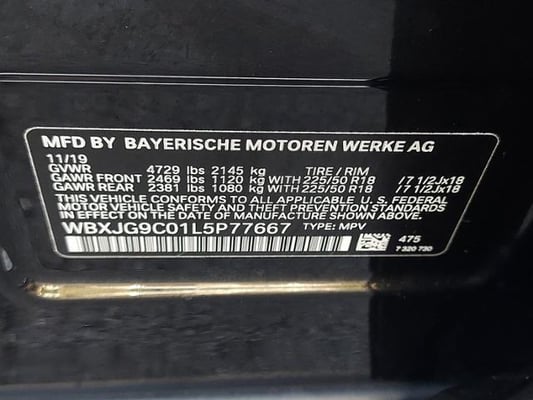 MFD BY BAYERISCHE MOTOREN WERKE AG
11/19
GVWR 4729 lbs 2145 kg TIRE / RIM
GAWR FRONT 2469 lbs 1120 kg WITH 225/50 R18 /7 1/2Jx18
GAWR REAR 2381 lbs 1080 kg WITH 225/50 R18 /7 1/2Jx18
THIS VEHICLE CONFORMS TO ALL APPLICABLE U. S. FEDERAL
MOTOR VEHICLE SAFETY, BUMPER AND THEFT PREVENTION STANDARDS
IN EFFECT ON THE DATE OF MANUFACTURE SHOWN ABOVE.
WBXJG9C01L5P77667 TYPE: MPV
475
7 320 730